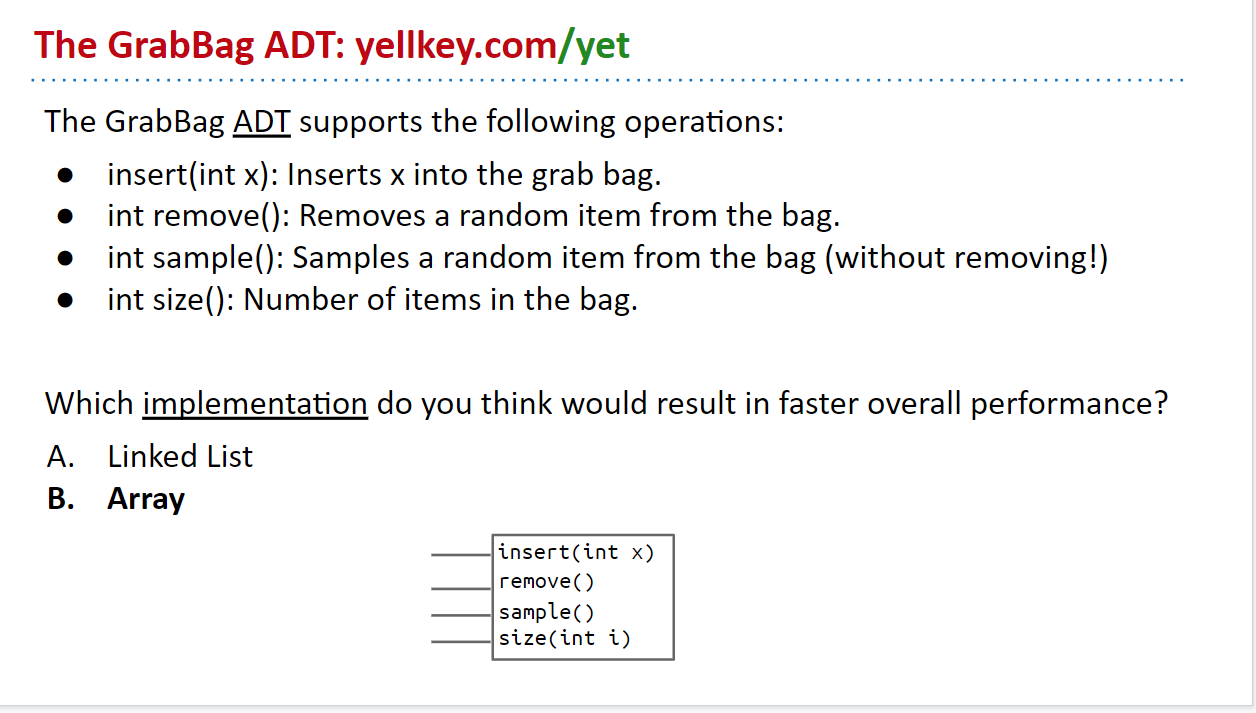 The GrabBag ADT: yellkey.com/yet
The GrabBag ADT supports the following operations:
● insert(int x): Inserts x into the grab bag.
● int remove(): Removes a random item from the bag.
● int sample(): Samples a random item from the bag (without removing!)
● int size(): Number of items in the bag.
Which implementation do you think would result in faster overall performance?
A. Linked List
B. Array
insert(int x)
remove()
sample()
size(int i)